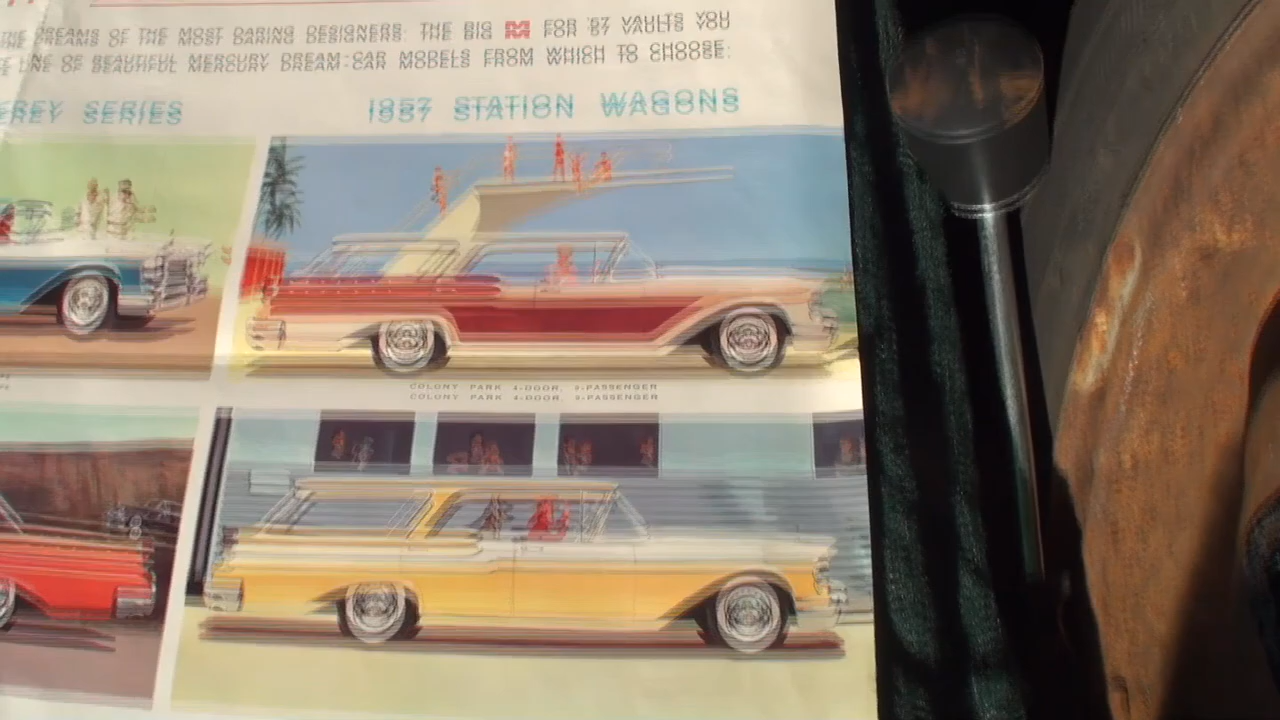 THE DREAMS OF THE MOST DARING DESIGNERS. THE BIG M FOR '57 VAULTS YOU
LINE OF BEAUTIFUL MERCURY DREAM-CAR MODELS FROM WHICH TO CHOOSE.
EREY SERIES
1957 STATION WAGONS
COLONY PARK 4-DOOR, 9-PASSENGER